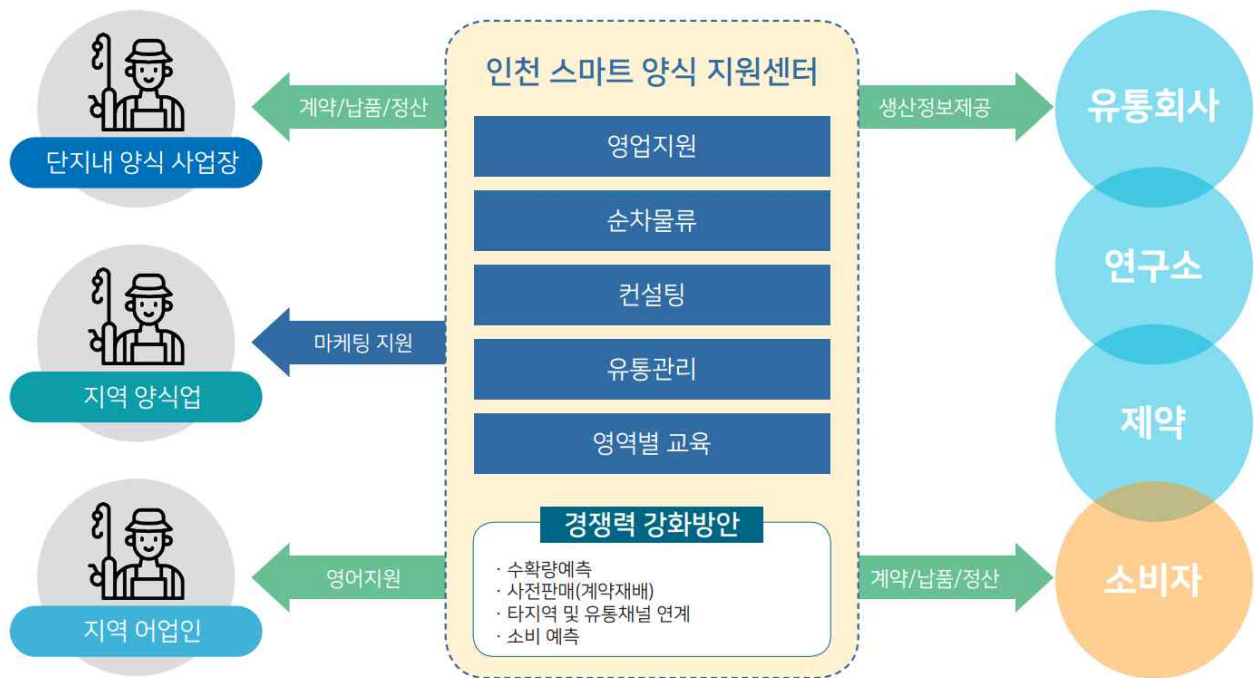 인천 스마트 양식 지원센터
단지내 양식 사업장
계약/납품/정산
지역 양식업
마케팅 지원
지역 어업인
영어지원
영업지원
순차물류
컨설팅
유통관리
영역별 교육
경쟁력 강화방안
· 수확량예측
· 사전판매(계약재배)
· 타지역 및 유통채널 연계
· 소비 예측
생산정보제공
계약/납품/정산
유통회사
연구소
제약
소비자